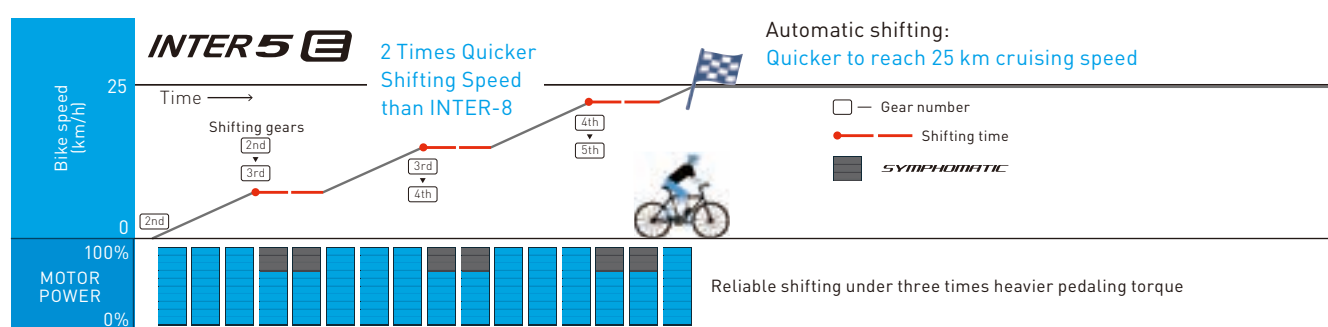 INTER 5 E
2 Times Quicker
Shifting Speed
than INTER-8
Automatic shifting:
Quicker to reach 25 km cruising speed
Bike speed
(km/h)
25
0
Time
Shifting gears
2nd
2nd
3rd
3rd
4th
4th
5th
Gear number
Shifting time
SYMPHOMATIC
100%
MOTOR
POWER
0%
Reliable shifting under three times heavier pedaling torque